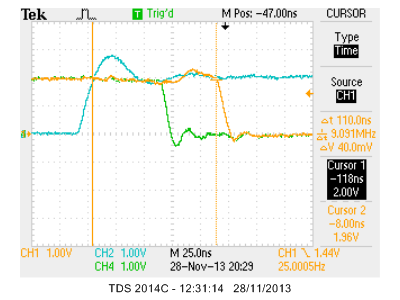 Tek Trig'd M Pos: -47.00ns CURSOR
Type
Time
Source
CH1
Δt 110.0ns
9.091MHz
ΔV 40.0mV
Cursor 1
-118ns
2.00V
Cursor 2
-8.00ns
1.96V
CH1 1.00V CH2 1.00V M 25.0ns CH1 1.44V
CH4 1.00V 28-Nov-13 20:29 25.0005Hz
TDS 2014C - 12:31:14 28/11/2013